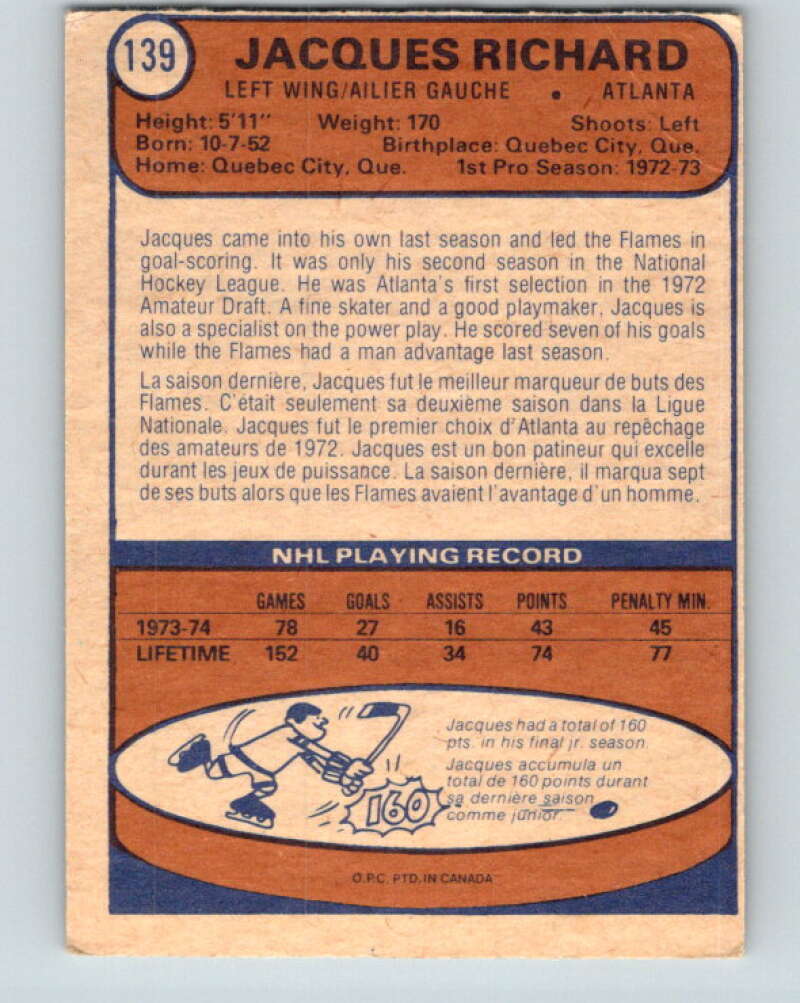 139
JACQUES RICHARD
LEFT WING/AILIER GAUCHE • ATLANTA
Height: 5'11" Weight: 170 Shoots: Left
Born: 10-7-52 Birthplace: Quebec City, Que.
Home: Quebec City, Que. 1st Pro Season: 1972-73
Jacques came into his own last season and led the Flames in
goal-scoring. It was only his second season in the National
Hockey League. He was Atlanta's first selection in the 1972
Amateur Draft. A fine skater and a good playmaker, Jacques is
also a specialist on the power play. He scored seven of his goals
while the Flames had a man advantage last season.
La saison dernière, Jacques fut le meilleur marqueur de buts des
Flames. C'était seulement sa deuxième saison dans la Ligue
Nationale. Jacques fut le premier choix d'Atlanta au repêchage
des amateurs de 1972. Jacques est un bon patineur qui excelle
durant les jeux de puissance. La saison dernière, il marqua sept
de ses buts alors que les Flames avaient l'avantage d'un homme.
NHL PLAYING RECORD
GAMES GOALS ASSISTS POINTS PENALTY MIN.
1973-74 78 27 16 43 45
LIFETIME 152 40 34 74 77
Jacques had a total of 160
pts. in his final jr. season.
Jacques accumula un
total de 160 points durant
sa dernière saison
comme junior.
160
O.P.C. PTD. IN CANADA